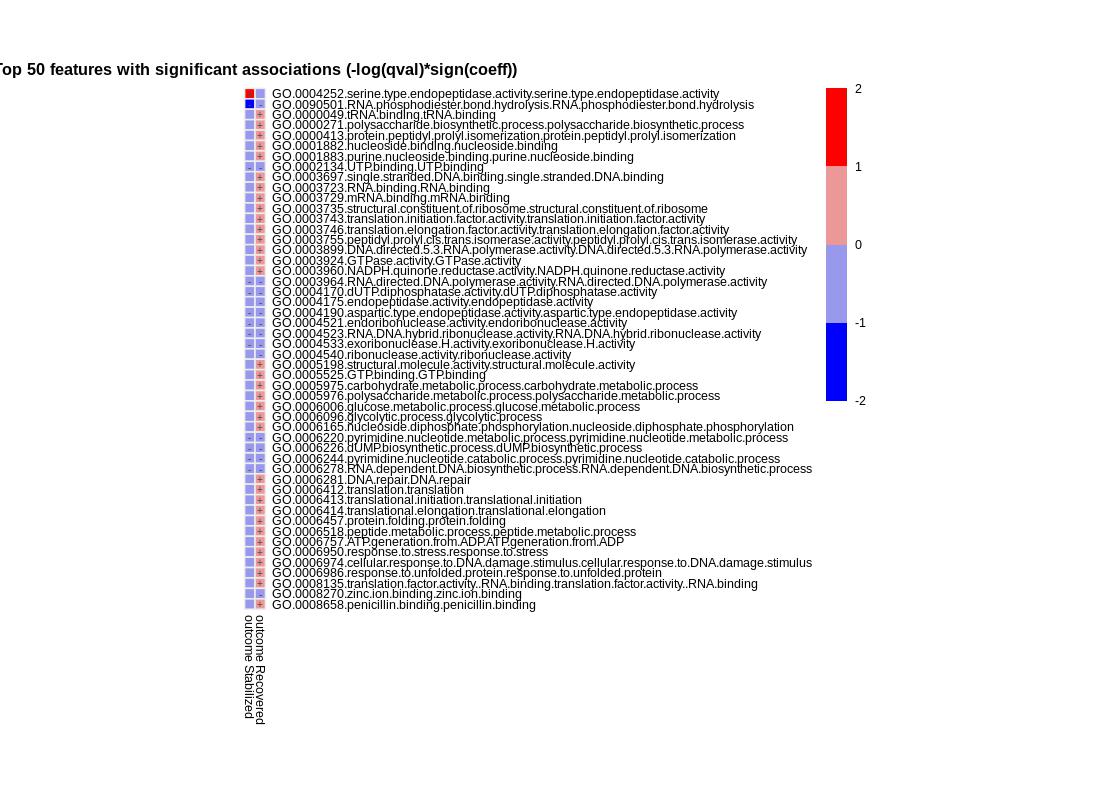 Top 50 features with significant associations (-log(qval)*sign(coeff))
GO.0004252.serine.type.endopeptidase.activity.serine.type.endopeptidase.activity
- GO.0090501.RNA.phosphodiester.bond.hydrolysis.RNA.phosphodiester.bond.hydrolysis
+ GO.0000049.tRNA.binding.tRNA.binding
+ GO.0000271.polysaccharide.biosynthetic.process.polysaccharide.biosynthetic.process
+ GO.0000413.protein.peptidyl.prolyl.isomerization.protein.peptidyl.prolyl.isomerization
+ GO.0001882.nucleoside.binding.nucleoside.binding
+ GO.0001883.purine.nucleoside.binding.purine.nucleoside.binding
- - GO.0002134.UTP.binding.UTP.binding
+ GO.0003697.single.stranded.DNA.binding.single.stranded.DNA.binding
+ GO.0003723.RNA.binding.RNA.binding
+ GO.0003729.mRNA.binding.mRNA.binding
+ GO.0003735.structural.constituent.of.ribosome.structural.constituent.of.ribosome
+ GO.0003743.translation.initiation.factor.activity.translation.initiation.factor.activity
+ GO.0003746.translation.elongation.factor.activity.translation.elongation.factor.activity
+ GO.0003755.peptidyl.prolyl.cis.trans.isomerase.activity.peptidyl.prolyl.cis.trans.isomerase.activity
+ GO.0003899.DNA.directed.5.3.RNA.polymerase.activity.DNA.directed.5.3.RNA.polymerase.activity
+ GO.0003924.GTPase.activity.GTPase.activity
+ GO.0003960.NADPH.quinone.reductase.activity.NADPH.quinone.reductase.activity
- - GO.0003964.RNA.directed.DNA.polymerase.activity.RNA.directed.DNA.polymerase.activity
- - GO.0004170.dUTP.diphosphatase.activity.dUTP.diphosphatase.activity
- GO.0004175.endopeptidase.activity.endopeptidase.activity
- - GO.0004190.aspartic.type.endopeptidase.activity.aspartic.type.endopeptidase.activity
- - GO.0004521.endoribonuclease.activity.endoribonuclease.activity
- - GO.0004523.RNA.DNA.hybrid.ribonuclease.activity.RNA.DNA.hybrid.ribonuclease.activity
- - GO.0004533.exoribonuclease.H.activity.exoribonuclease.H.activity
- GO.0004540.ribonuclease.activity.ribonuclease.activity
+ GO.0005198.structural.molecule.activity.structural.molecule.activity
+ GO.0005525.GTP.binding.GTP.binding
+ GO.0005975.carbohydrate.metabolic.process.carbohydrate.metabolic.process
+ GO.0005976.polysaccharide.metabolic.process.polysaccharide.metabolic.process
+ GO.0006006.glucose.metabolic.process.glucose.metabolic.process
+ GO.0006096.glycolytic.process.glycolytic.process
+ GO.0006165.nucleoside.diphosphate.phosphorylation.nucleoside.diphosphate.phosphorylation
- - GO.0006220.pyrimidine.nucleotide.metabolic.process.pyrimidine.nucleotide.metabolic.process
- - GO.0006226.dUMP.biosynthetic.process.dUMP.biosynthetic.process
- - GO.0006244.pyrimidine.nucleotide.catabolic.process.pyrimidine.nucleotide.catabolic.process
- - GO.0006278.RNA.dependent.DNA.biosynthetic.process.RNA.dependent.DNA.biosynthetic.process
+ GO.0006281.DNA.repair.DNA.repair
+ GO.0006412.translation.translation
+ GO.0006413.translational.initiation.translational.initiation
+ GO.0006414.translational.elongation.translational.elongation
+ GO.0006457.protein.folding.protein.folding
+ GO.0006518.peptide.metabolic.process.peptide.metabolic.process
+ GO.0006757.ATP.generation.from.ADP.ATP.generation.from.ADP
+ GO.0006950.response.to.stress.response.to.stress
+ GO.0006974.cellular.response.to.DNA.damage.stimulus.cellular.response.to.DNA.damage.stimulus
+ GO.0006986.response.to.unfolded.protein.response.to.unfolded.protein
+ GO.0008135.translation.factor.activity..RNA.binding.translation.factor.activity..RNA.binding
- GO.0008270.zinc.ion.binding.zinc.ion.binding
+ GO.0008658.penicillin.binding.penicillin.binding
outcome Stabilized
outcome Recovered
2
1
0
-1
-2